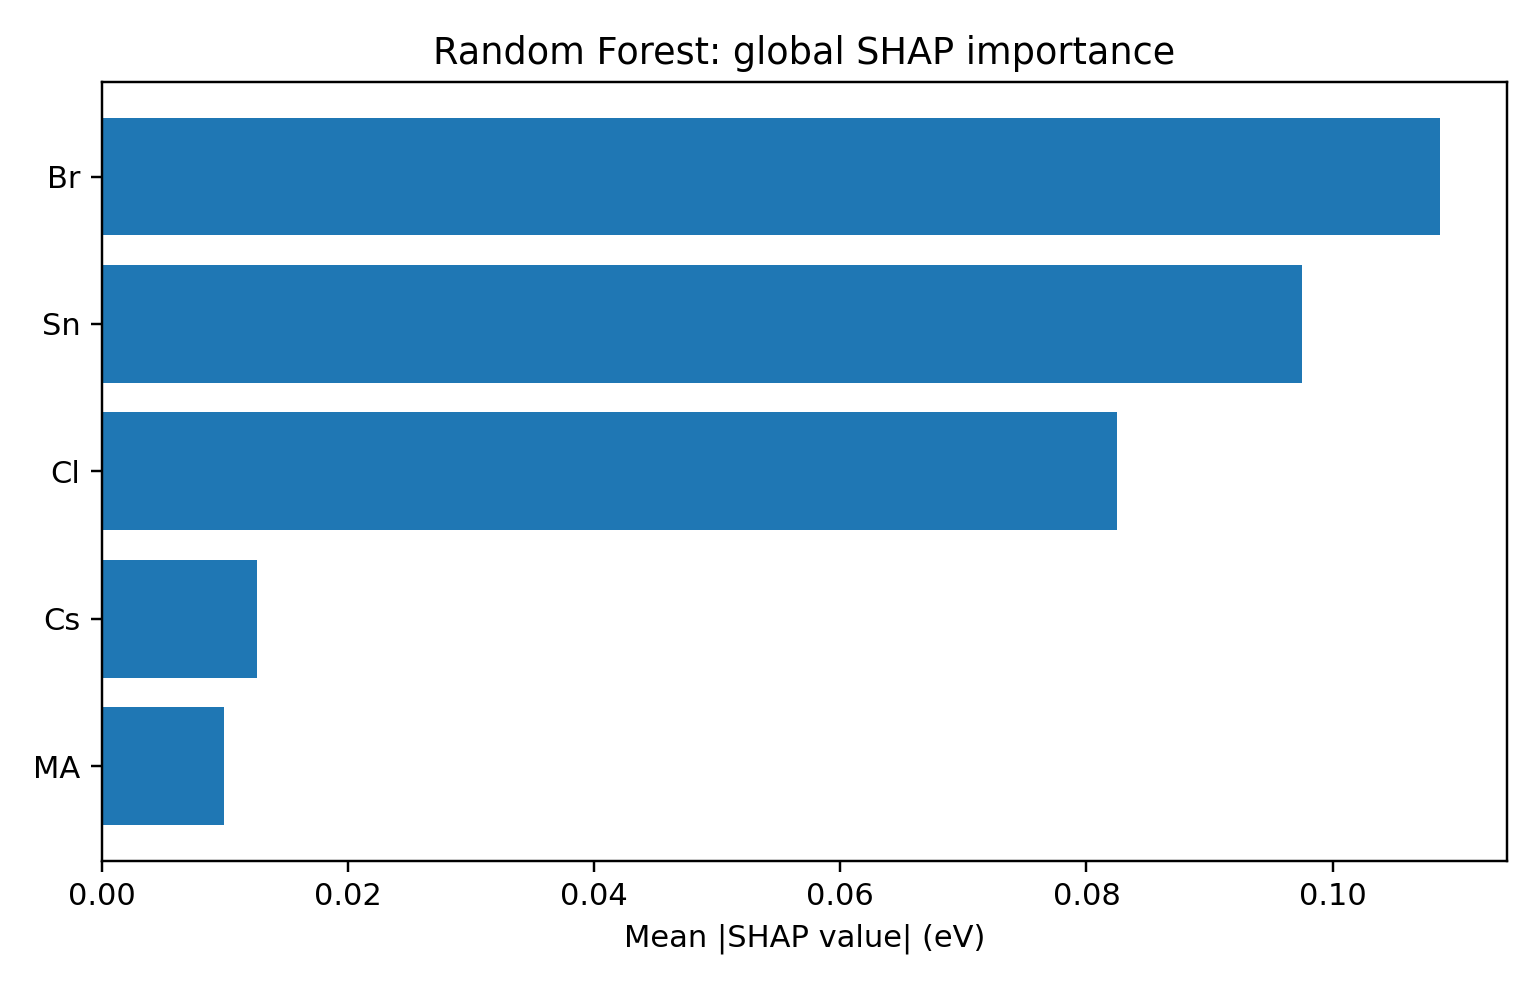 Random Forest: global SHAP importance
Br
Sn
Cl
Cs
MA
0.00 0.02 0.04 0.06 0.08 0.10
Mean |SHAP value| (eV)